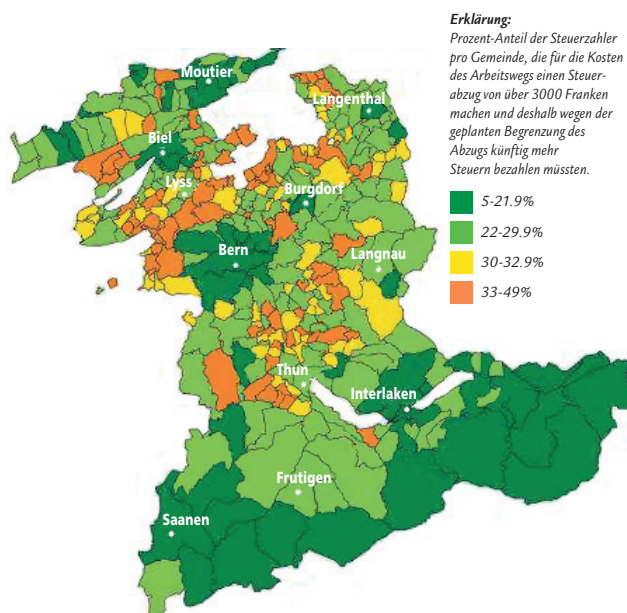 Erklärung:
Prozent-Anteil der Steuerzahler
pro Gemeinde, die für die Kosten
des Arbeitswegs einen Steuer-
abzug von über 3000 Franken
machen und deshalb wegen der
geplanten Begrenzung des
Abzugs künftig mehr
Steuern bezahlen müssten.
5-21.9%
22-29.9%
30-32.9%
33-49%
Moutier
Langenthal
Biel
Lyss
Burgdorf
Bern
Langnau
Thun
Interlaken
Frutigen
Saanen